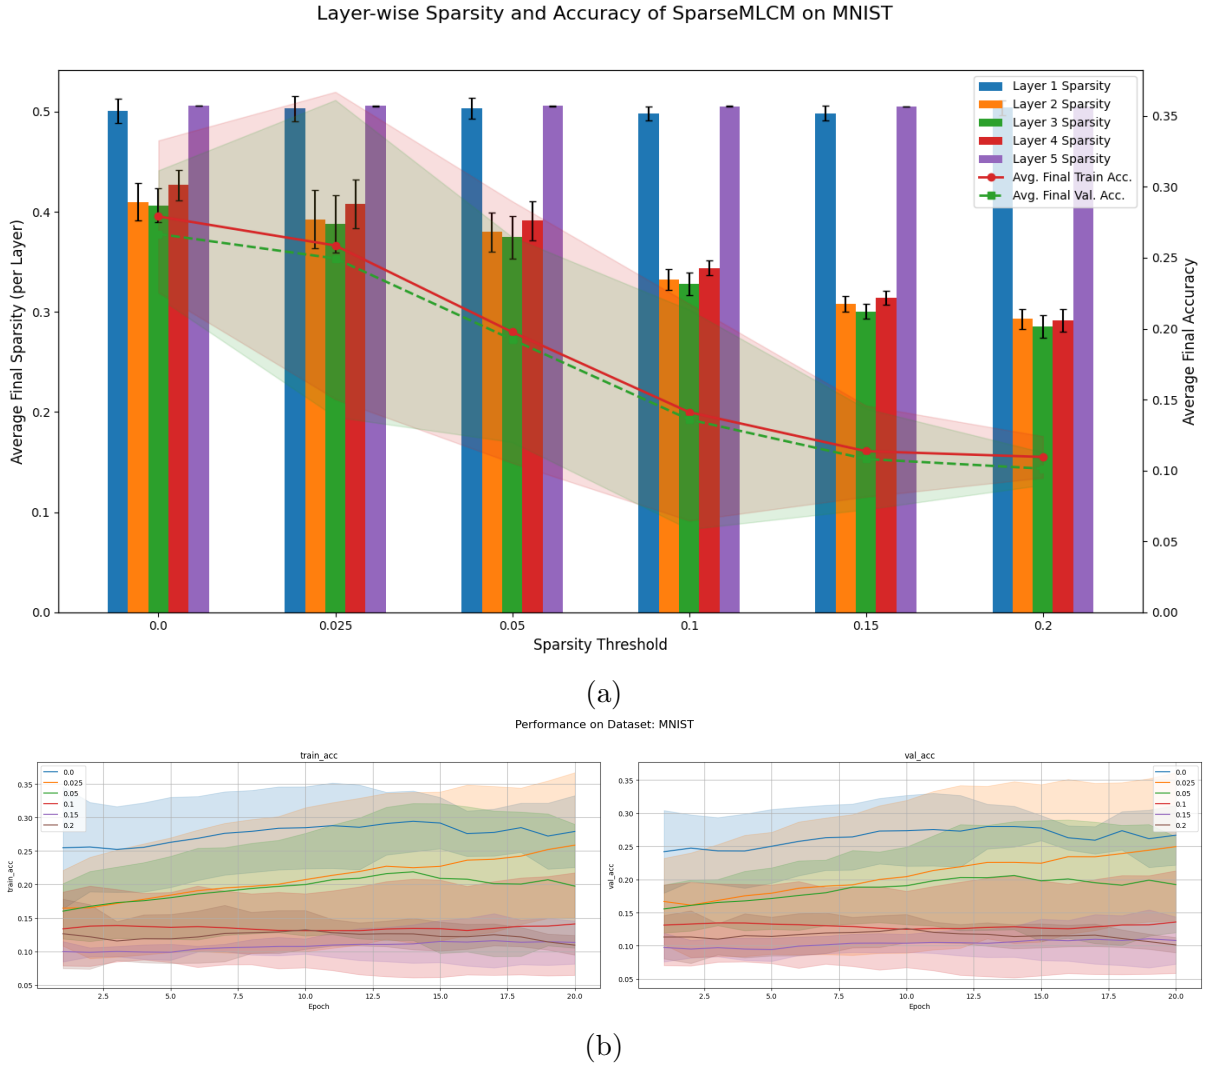 Layer-wise Sparsity and Accuracy of SparseMLCM on MNIST
Layer 1 Sparsity
Layer 2 Sparsity
Layer 3 Sparsity
Layer 4 Sparsity
Layer 5 Sparsity
Avg. Final Train Acc.
Avg. Final Val. Acc.
Average Final Sparsity (per Layer)
0.5
0.4
0.3
0.2
0.1
0.0
Average Final Accuracy
0.35
0.30
0.25
0.20
0.15
0.10
0.05
0.00
0.0 0.025 0.05 0.1 0.15 0.2
Sparsity Threshold
(a)
Performance on Dataset: MNIST
train_acc
0.0
0.025
0.05
0.1
0.15
0.2
train_acc
0.35
0.30
0.25
0.20
0.15
0.10
0.05
2.5 5.0 7.5 10.0 12.5 15.0 17.5 20.0
Epoch
val_acc
0.0
0.025
0.05
0.1
0.15
0.2
val_acc
0.35
0.30
0.25
0.20
0.15
0.10
0.05
2.5 5.0 7.5 10.0 12.5 15.0 17.5 20.0
Epoch
(b)